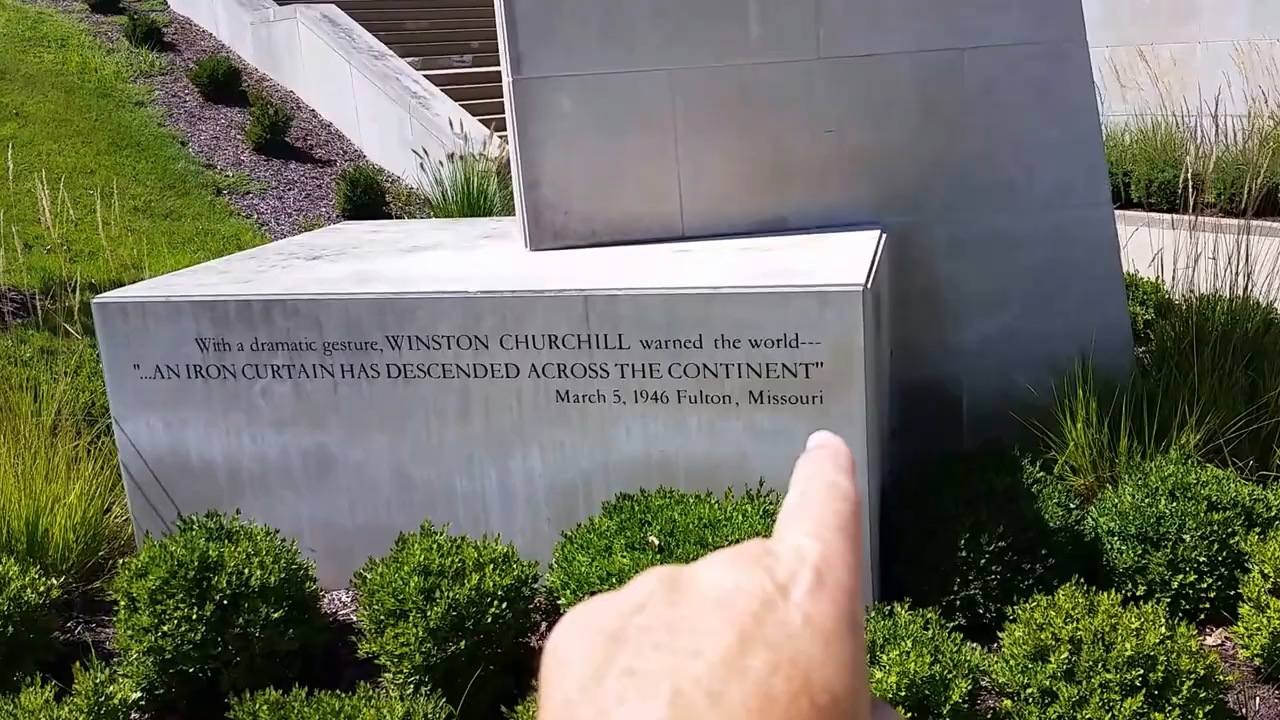 With a dramatic gesture, WINSTON CHURCHILL warned the world---
"...AN IRON CURTAIN HAS DESCENDED ACROSS THE CONTINENT"
March 5, 1946 Fulton, Missouri